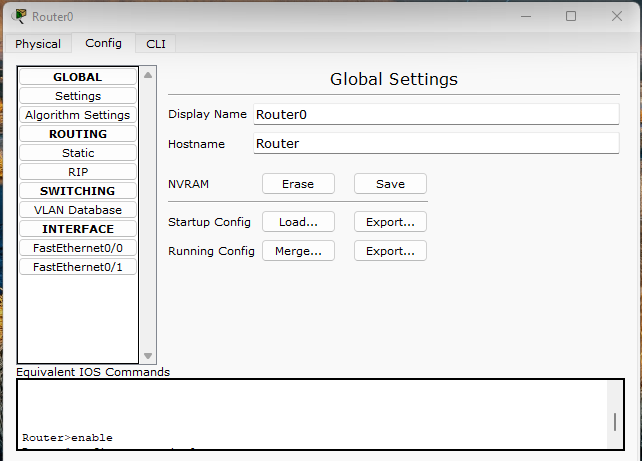 Router0
Physical Config CLI
GLOBAL
Settings
Algorithm Settings
ROUTING
Static
RIP
SWITCHING
VLAN Database
INTERFACE
FastEthernet0/0
FastEthernet0/1
Global Settings
Display Name Router0
Hostname Router
NVRAM Erase Save
Startup Config Load... Export...
Running Config Merge... Export...
Equivalent IOS Commands
Router>enable